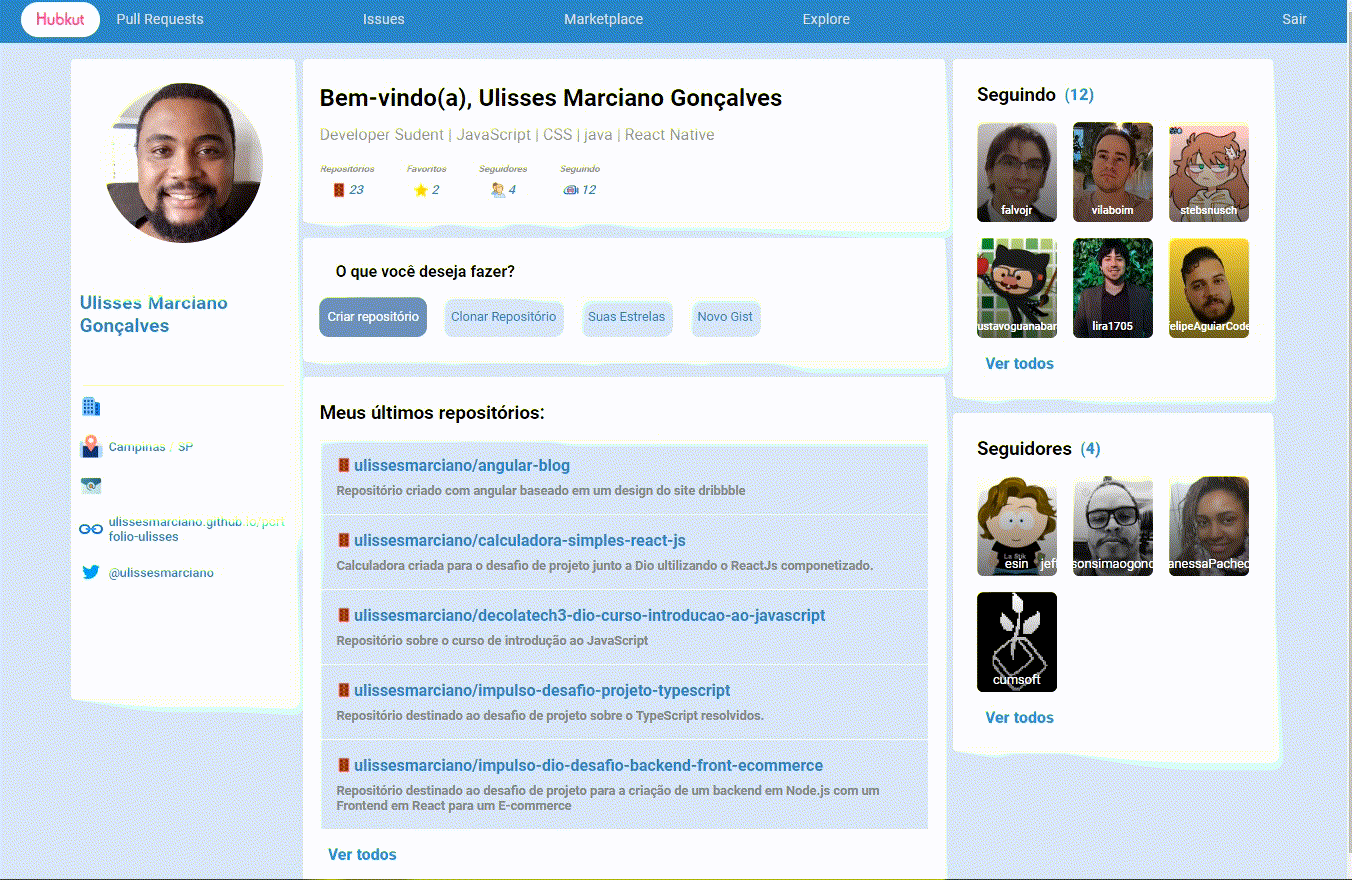 Hubkut
Pull Requests
Issues
Marketplace
Explore
Sair
Ulisses Marciano
Gonçalves
Campinas / SP
ulissesmarciano.github.io/port
folio-ulisses
@ulissesmarciano
Bem-vindo(a), Ulisses Marciano Gonçalves
Developer Sudent | JavaScript | CSS | java | React Native
Repositórios
Favoritos
Seguidores
Seguindo
23
2
4
12
O que você deseja fazer?
Criar repositório
Clonar Repositório
Suas Estrelas
Novo Gist
Meus últimos repositórios:
ulissesmarciano/angular-blog
Repositório criado com angular baseado em um design do site dribbble
ulissesmarciano/calculadora-simples-react-js
Calculadora criada para o desafio de projeto junto a Dio ultilizando o ReactJs componetizado.
ulissesmarciano/decolatech3-dio-curso-introducao-ao-javascript
Repositório sobre o curso de introdução ao JavaScript
ulissesmarciano/impulso-desafio-projeto-typescript
Repositório destinado ao desafio de projeto sobre o TypeScript resolvidos.
ulissesmarciano/impulso-dio-desafio-backend-front-ecommerce
Repositório destinado ao desafio de projeto para a criação de um backend em Node.js com um
Frontend em React para um E-commerce
Ver todos
Seguindo (12)
falvojr
vilaboim
stebsnusch
ustavoguanabar
lira1705
felipeAguiarCode
Ver todos
Seguidores (4)
esin
jeffersonsimaogonc
anessaPachec
cumsoft
Ver todos